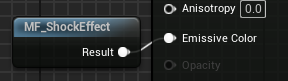 MF_ShockEffect
Result
Anisotropy 0.0
Emissive Color
Opacity